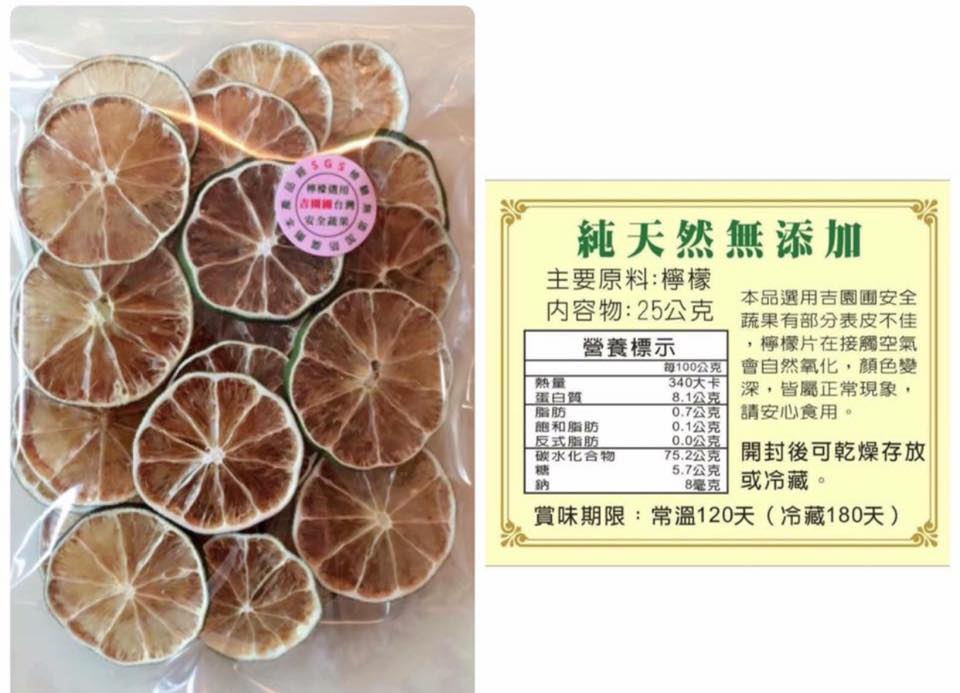 SGS
檸檬選用
吉園圃台灣
安全蔬果
純天然無添加
主要原料:檸檬
内容物:25公克
營養標示
每100公克
熱量 340大卡
蛋白質 8.1公克
脂肪 0.7公克
飽和脂肪 0.1公克
反式脂肪 0.0公克
碳水化合物 75.2公克
糖 5.7公克
鈉 8毫克
本品選用吉園圃安全
蔬果有部分表皮不佳
，檸檬片在接觸空氣
會自然氧化，顏色變
深，皆屬正常現象，
請安心食用。
開封後可乾燥存放
或冷藏。
賞味期限：常溫120天（冷藏180天）